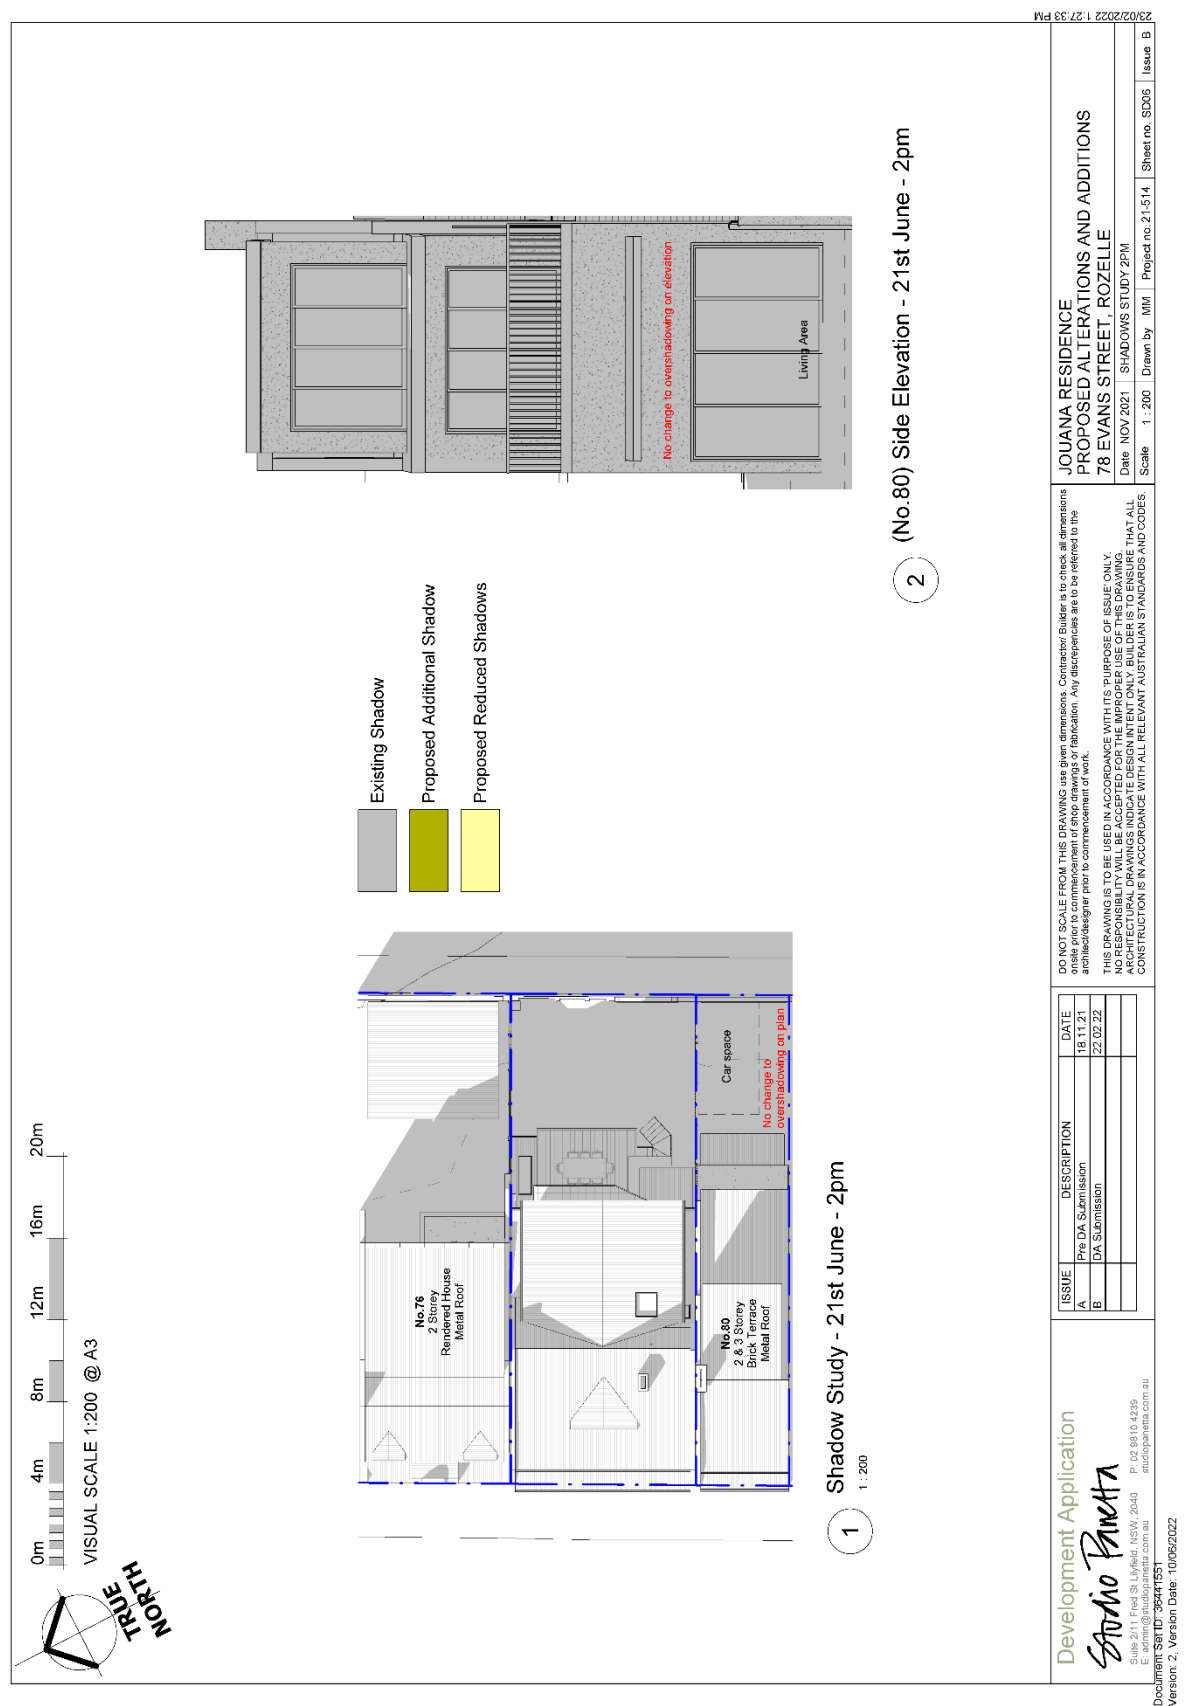 23/02/2022 1:27:33 PM
0m 4m 8m 12m 16m 20m
VISUAL SCALE 1:200 @ A3
TRUE
NORTH
No.76
2 Storey
Rendered House
Metal Roof
No.80
2 & 3 Storey
Brick Terrace
Metal Roof
Car space
No change to
overshadowing on plan
1
Shadow Study - 21st June - 2pm
1 : 200
Existing Shadow
Proposed Additional Shadow
Proposed Reduced Shadows
No change to overshadowing on elevation
Living Area
2
(No.80) Side Elevation - 21st June - 2pm
Development Application
Studio Panetta
Suite 2/11 Fred St Lilyfield, NSW, 2040 P: 02 9810 4239
E: admin@studiopanetta.com.au studiopanetta.com.au
ISSUE DESCRIPTION DATE
A Pre DA Submission 18.11.21
B DA Submission 22.02.22
DO NOT SCALE FROM THIS DRAWING use given dimensions. Contractor/ Builder is to check all dimensions
onsite prior to commencement of shop drawings or fabrication. Any discrepencies are to be referred to the
architect/designer prior to commencement of work.
THIS DRAWING IS TO BE USED IN ACCORDANCE WITH ITS 'PURPOSE OF ISSUE' ONLY.
NO RESPONSIBILITY WILL BE ACCEPTED FOR THE IMPROPER USE OF THIS DRAWING.
ARCHITECTURAL DRAWINGS INDICATE DESIGN INTENT ONLY. BUILDER IS TO ENSURE THAT ALL
CONSTRUCTION IS IN ACCORDANCE WITH ALL RELEVANT AUSTRALIAN STANDARDS AND CODES.
JOUANA RESIDENCE
PROPOSED ALTERATIONS AND ADDITIONS
78 EVANS STREET, ROZELLE
Date NOV 2021 SHADOWS STUDY 2PM
Scale 1 : 200 Drawn by MM Project no. 21-514 Sheet no. SD06 Issue B
Document Set ID: 36441551
Version: 2, Version Date: 10/06/2022